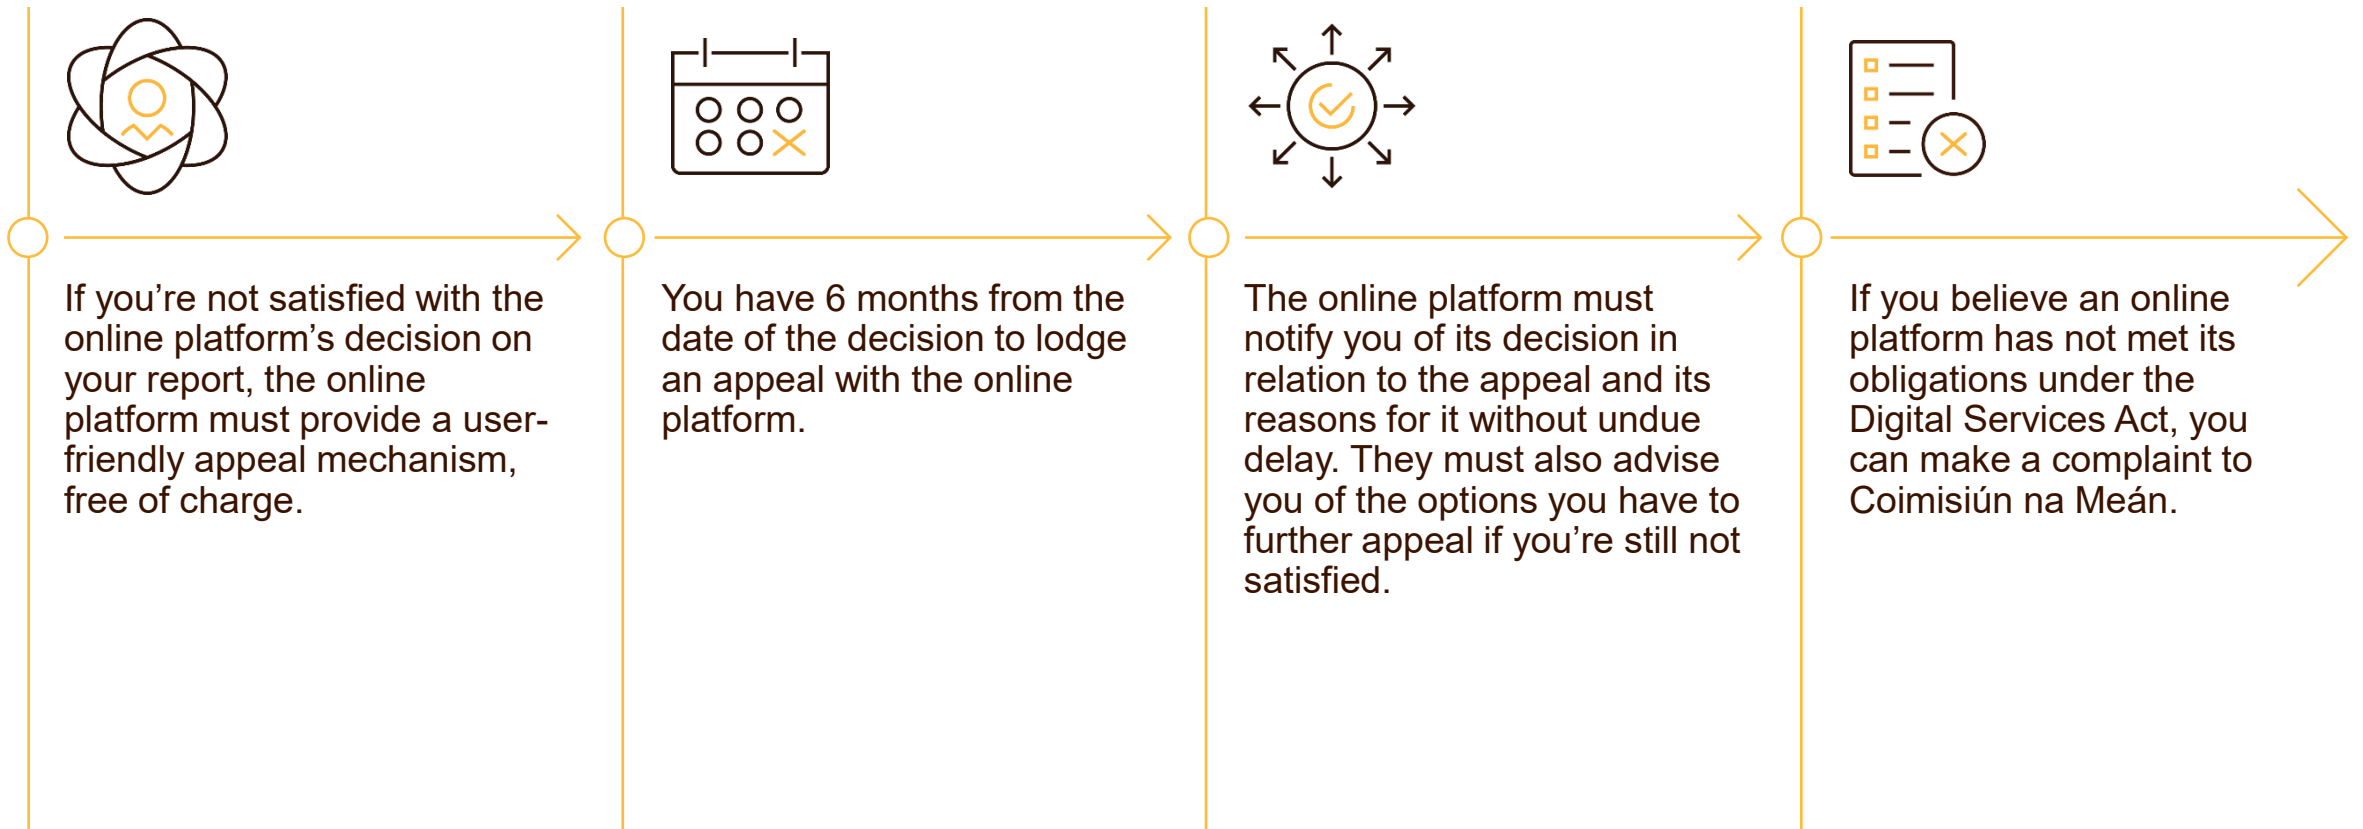 If you’re not satisfied with the
online platform’s decision on
your report, the online
platform must provide a user-
friendly appeal mechanism,
free of charge.
You have 6 months from the
date of the decision to lodge
an appeal with the online
platform.
The online platform must
notify you of its decision in
relation to the appeal and its
reasons for it without undue
delay. They must also advise
you of the options you have to
further appeal if you’re still not
satisfied.
If you believe an online
platform has not met its
obligations under the
Digital Services Act, you
can make a complaint to
Coimisiún na Meán.